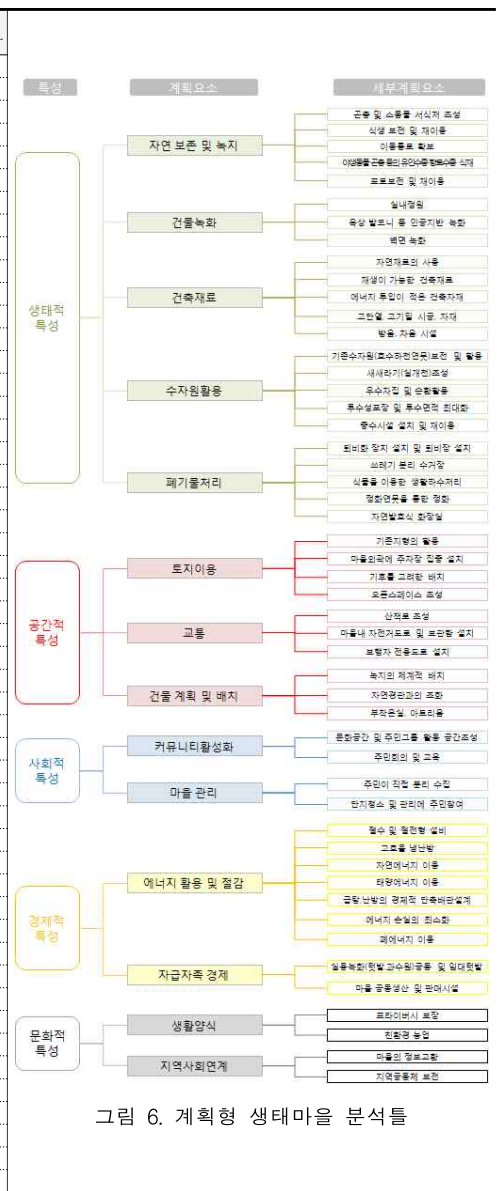 특성 계획요소 세부계획요소
생태적
특성
자연 보존 및 녹지
곤충 및 소동물 서식처 조성
식생 보전 및 재이용
이동통로 확보
야생동물 곤충 등의 유인수종 향토수종 식재
표토보전 및 재이용
건물녹화
실내정원
옥상 발코니 등 인공지반 녹화
벽면 녹화
건축재료
자연재료의 사용
재생이 가능한 건축재료
에너지 투입이 적은 건축자재
고단열, 고기밀 시공, 자재
방음, 차음 시설
수자원활용
기존수자원(호수하천연못)보전 및 활용
새새라기(실개천)조성
우수차집 및 순환활용
투수성포장 및 투수면적 최대화
중수시설 설치 및 재이용
폐기물처리
퇴비화 장치 설치 및 퇴비장 설치
쓰레기 분리 수거장
식물을 이용한 생활하수처리
정화연못을 통한 정화
자연발효식 화장실
공간적
특성
토지이용
기존지형의 활용
마을외곽에 주차장 집중 설치
기후를 고려한 배치
오픈스페이스 조성
교통
산책로 조성
마을내 자전거도로 및 보관함 설치
보행자 전용도로 설치
건물 계획 및 배치
녹지의 체계적 배치
자연경관과의 조화
부착온실, 아트리움
사회적
특성
커뮤니티활성화
문화공간 및 주민그룹 활동 공간조성
주민회의 및 교육
마을 관리
주민이 직접 분리 수집
단지청소 및 관리에 주민참여
경제적
특성
에너지 활용 및 절감
절수 및 절전형 설비
고효율 냉난방
자연에너지 이용
태양에너지 이용
급탕,난방의 경제적 단축배관설계
에너지 손실의 최소화
폐에너지 이용
자급자족 경제
실용녹화(텃밭,과수원)공동 및 임대텃밭
마을 공동생산 및 판매시설
문화적
특성
생활양식
프라이버시 보장
친환경 농업
지역사회연계
마을의 정보교환
지역공동체 보전
그림 6. 계획형 생태마을 분석틀